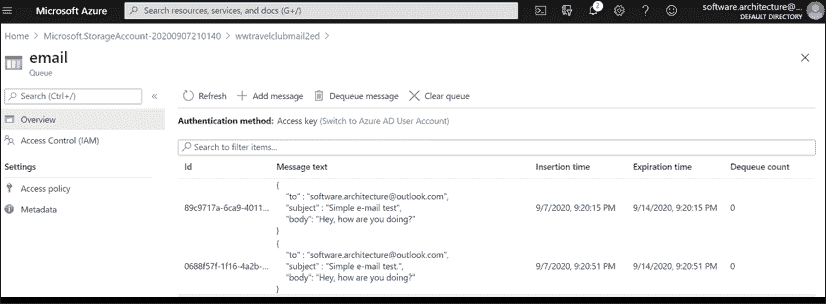 Microsoft Azure
Search resources, services, and docs (G+/)
2
software.architecture@...
DEFAULT DIRECTORY
Home > Microsoft.StorageAccount-20200907210140 > wwtravelclubmail2ed >
email
Queue
Search (Ctrl+/)
«
Refresh
Add message
Dequeue message
Clear queue
Overview
Access Control (IAM)
Settings
Access policy
Metadata
Authentication method: Access key (Switch to Azure AD User Account)
Search to filter items...
Id Message text Insertion time Expiration time Dequeue count
{
"to" : "software.architecture@outlook.com",
89c9717a-6ca9-4011... "subject" : "Simple e-mail test", 9/7/2020, 9:20:15 PM 9/14/2020, 9:20:15 PM 0
"body": "Hey, how are you doing?"
}
{
"to" : "software.architecture@outlook.com",
0688f57f-1f16-4a2b-... "subject" : "Simple e-mail test.", 9/7/2020, 9:20:51 PM 9/14/2020, 9:20:51 PM 0
"body": "Hey, how are you doing?"
}